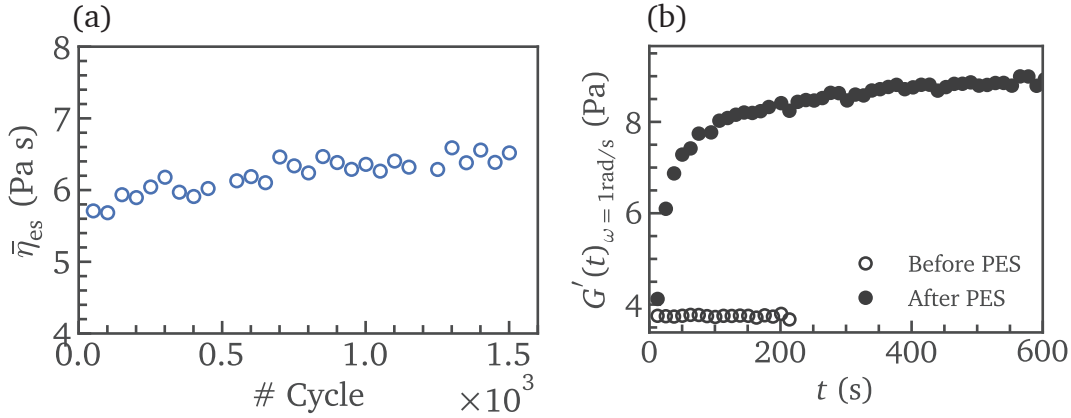 (a)
8
7
6
5
4
η̄es (Pa s)
0.0 0.5 1.0 1.5
# Cycle ×10³
(b)
8
6
4
G′(t)ω = 1rad/s (Pa)
Before PES
After PES
0 200 400 600
t (s)